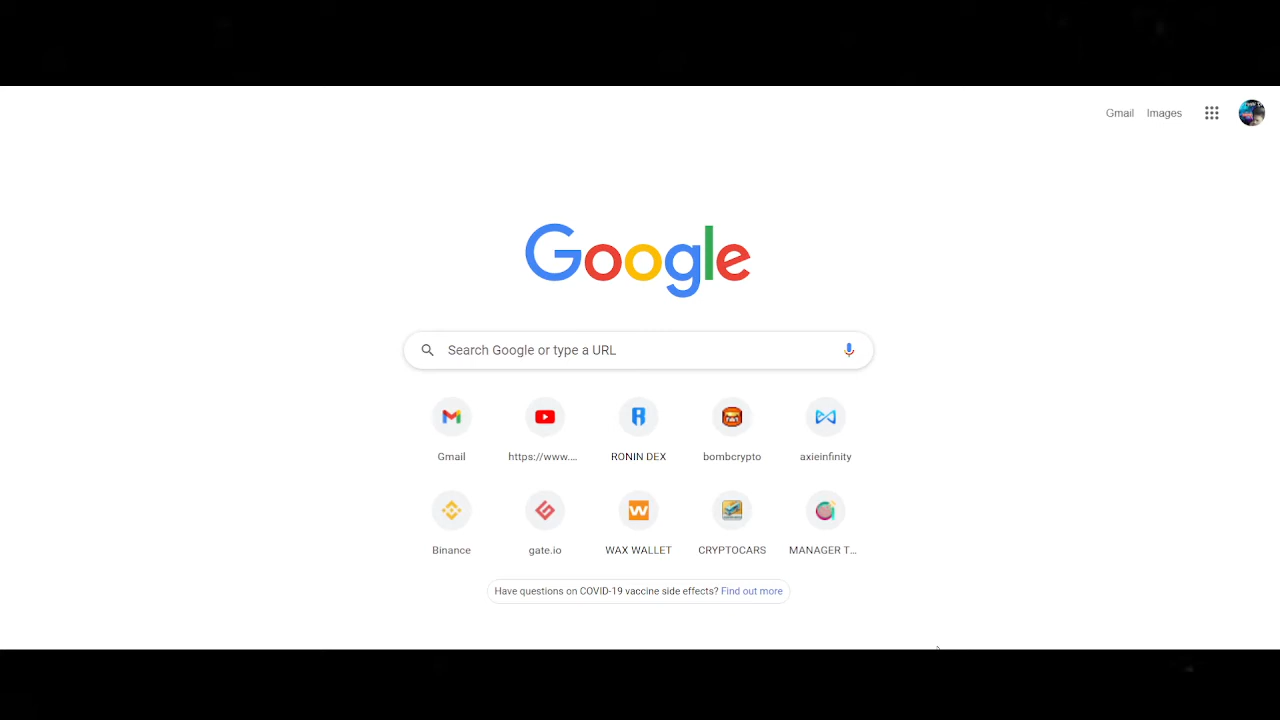 Gmail Images
Google
Search Google or type a URL
Gmail https://www.... RONIN DEX bombcrypto axieinfinity
Binance gate.io WAX WALLET CRYPTOCARS MANAGER T...
Have questions on COVID-19 vaccine side effects? Find out more